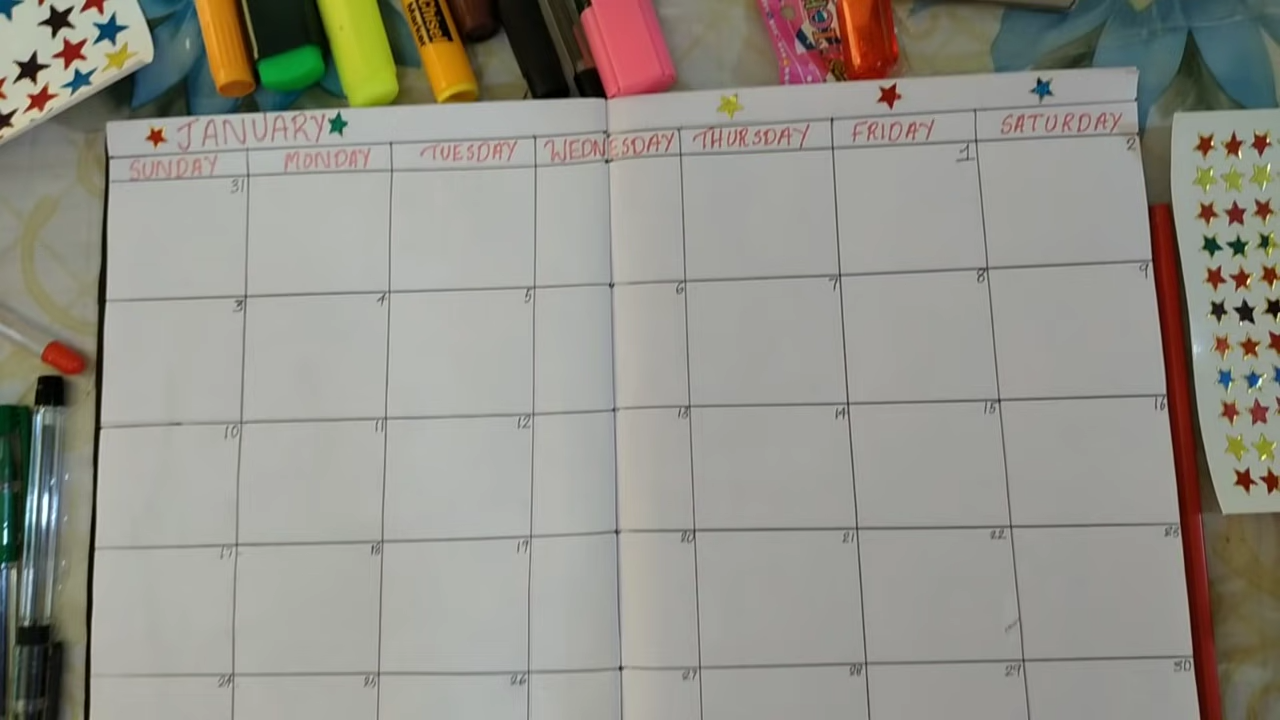 Chisel
Marker
JANUARY
SUNDAY MONDAY TUESDAY WEDNESDAY THURSDAY FRIDAY SATURDAY
31 1 2
3 4 5 6 7 8 9
10 11 12 13 14 15 16
17 18 19 20 21 22 23
24 25 26 27 28 29 30